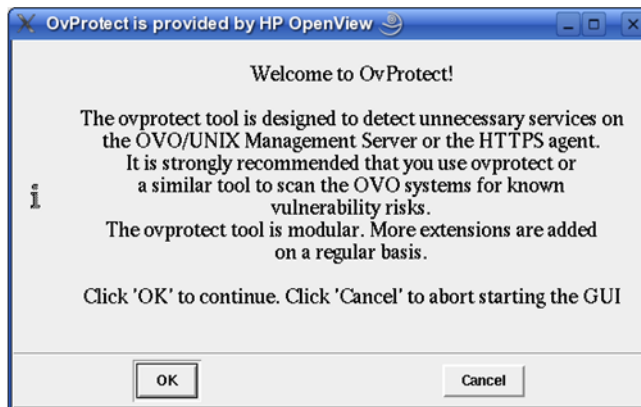 OvProtect is provided by HP OpenView
Welcome to OvProtect!
The ovprotect tool is designed to detect unnecessary services on
the OVO/UNIX Management Server or the HTTPS agent.
It is strongly recommended that you use ovprotect or
a similar tool to scan the OVO systems for known
vulnerability risks.
The ovprotect tool is modular. More extensions are added
on a regular basis.
Click 'OK' to continue. Click 'Cancel' to abort starting the GUI
OK
Cancel